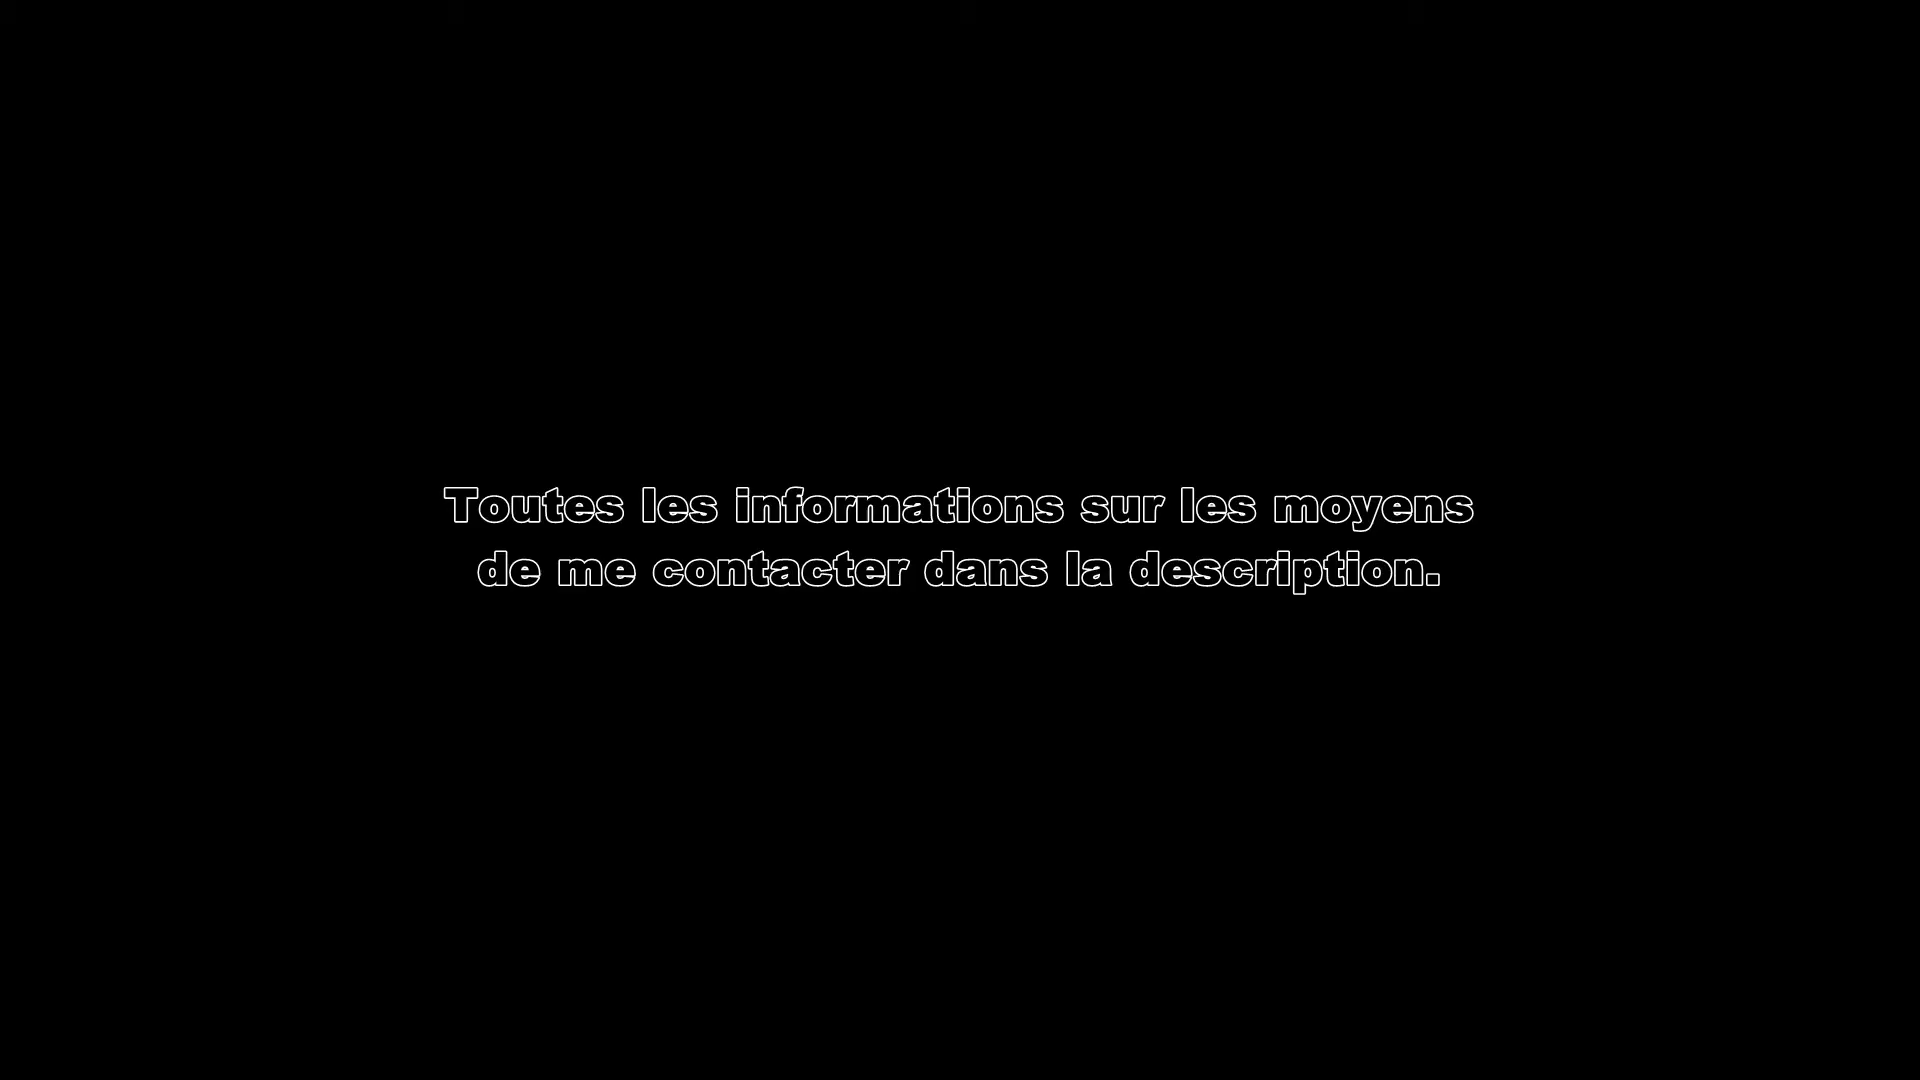 Toutes les informations sur les moyens
de me contacter dans la description.